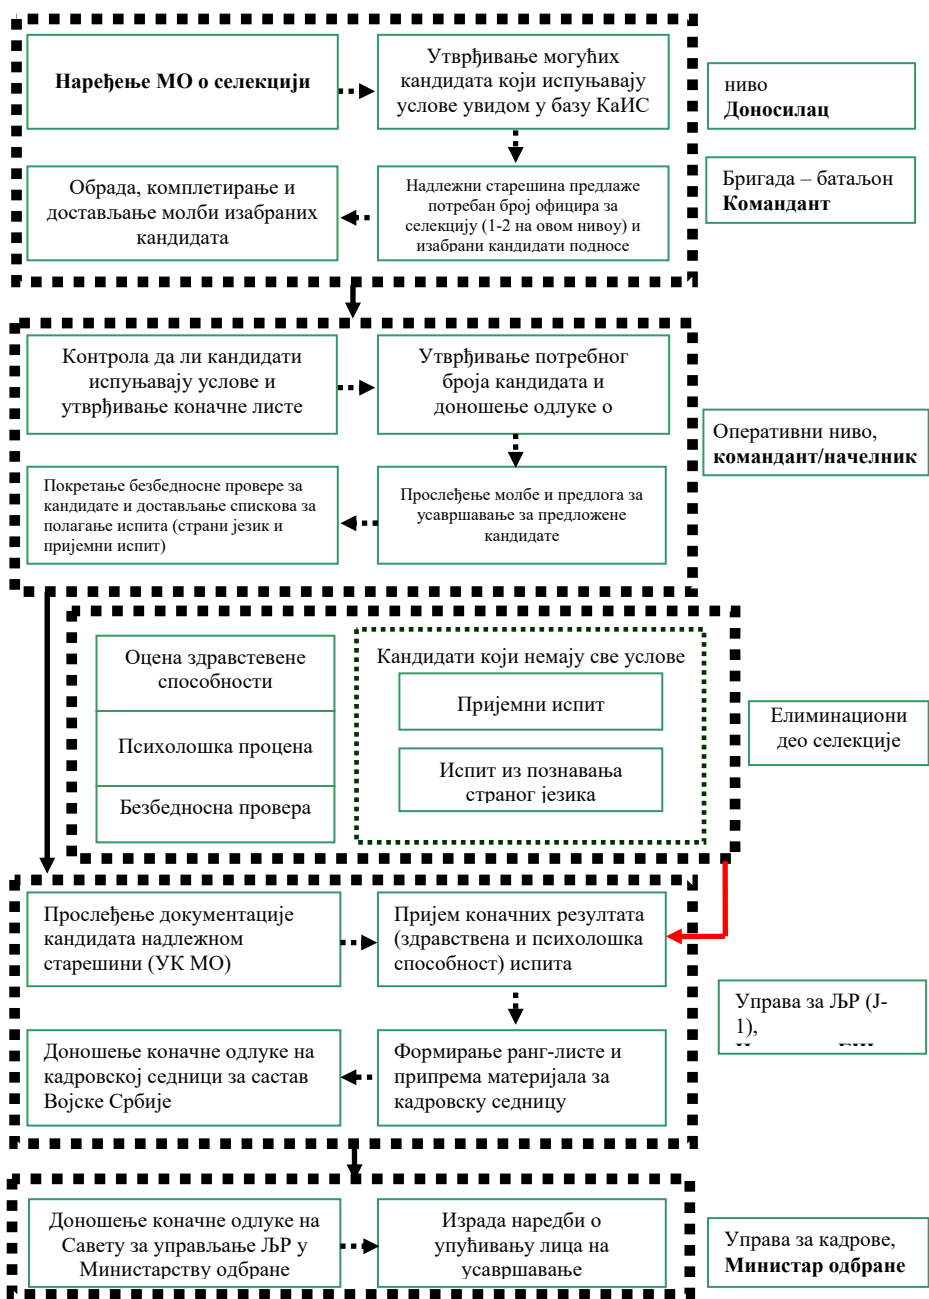 Наређење МО о селекцији
Утврђивање могућих
кандидата који испуњавају
услове увидом у базу КаИС
ниво
Доносилац
Обрада, комплетирање и
достављање молби изабраних
кандидата
Надлежни старешина предлаже
потребан број официра за
селекцију (1-2 на овом нивоу) и
изабрани кандидати подносе
Бригада – батаљон
Командант
Контрола да ли кандидати
испуњавају услове и
утврђивање коначне листе
Утврђивање потребног
броја кандидата и
доношење одлуке о
Оперативни ниво,
командант/начелник
Покретање безбедносне провере за
кандидате и достављање спискова за
полагање испита (страни језик и
пријемни испит)
Прослеђење молбе и предлога за
усавршавање за предложене
кандидате
Оцена здравствевене
способности
Психолошка процена
Безбедносна провера
Кандидати који немају све услове
Пријемни испит
Испит из познавања
страног језика
Елиминациони
део селекције
Прослеђење документације
кандидата надлежном
старешини (УК МО)
Пријем коначних резултата
(здравствена и психолошка
способност) испита
Управа за ЉР (Ј-
1),
Доношење коначне одлуке на
кадровској седници за састав
Војске Србије
Формирање ранг-листе и
припрема материјала за
кадровску седницу
Доношење коначне одлуке на
Савету за управљање ЉР у
Министарству одбране
Израда наредби о
упућивању лица на
усавршавање
Управа за кадрове,
Министар одбране